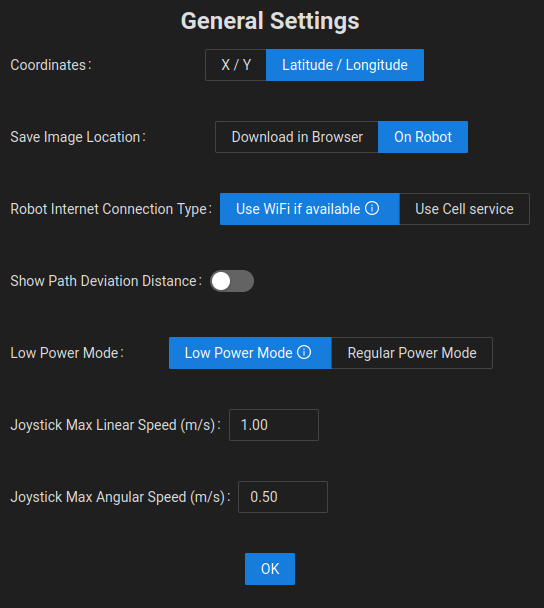 General Settings
Coordinates: X / Y Latitude / Longitude
Save Image Location: Download in Browser On Robot
Robot Internet Connection Type: Use WiFi if available Use Cell service
Show Path Deviation Distance:
Low Power Mode: Low Power Mode Regular Power Mode
Joystick Max Linear Speed (m/s): 1.00
Joystick Max Angular Speed (m/s): 0.50
OK